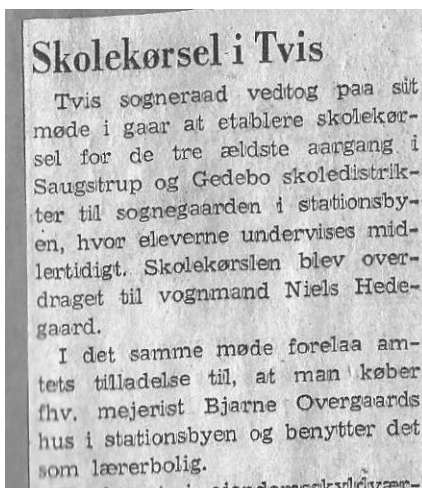 Skolekørsel i Tvis
Tvis sogneraad vedtog paa sit
møde i gaar at etablere skolekør-
sel for de tre ældste aargang i
Saugstrup og Gedebo skoledistrik-
ter til sognegaarden i stationsby-
en, hvor eleverne undervises mid-
lertidigt. Skolekørslen blev over-
draget til vognmand Niels Hede-
gaard.
I det samme møde forelaa am-
tets tilladelse til, at man køber
fhv. mejerist Bjarne Overgaards
hus i stationsbyen og benytter det
som lærerbolig.